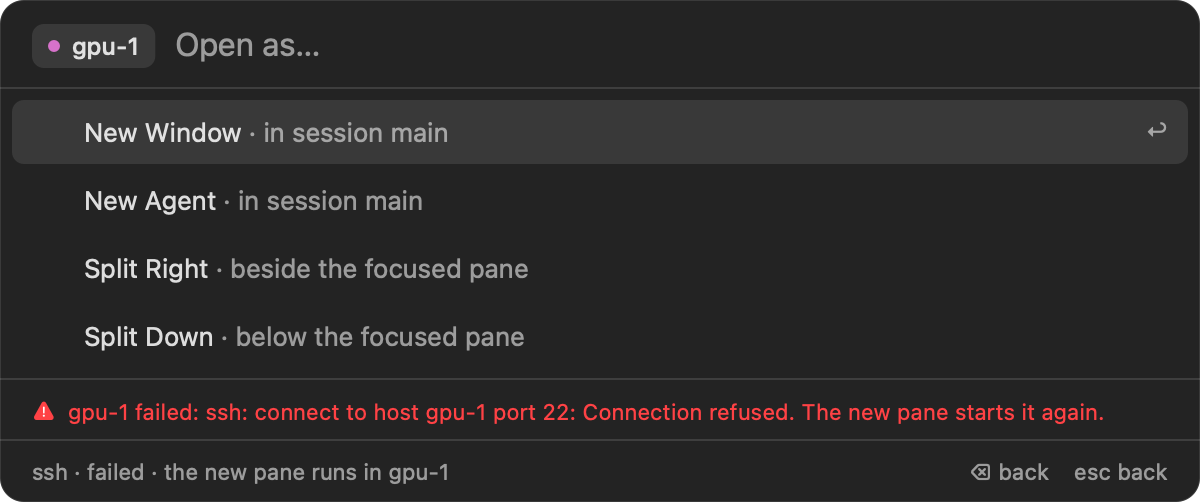 gpu-1 Open as...
New Window · in session main
New Agent · in session main
Split Right · beside the focused pane
Split Down · below the focused pane
gpu-1 failed: ssh: connect to host gpu-1 port 22: Connection refused. The new pane starts it again.
ssh · failed · the new pane runs in gpu-1 back esc back